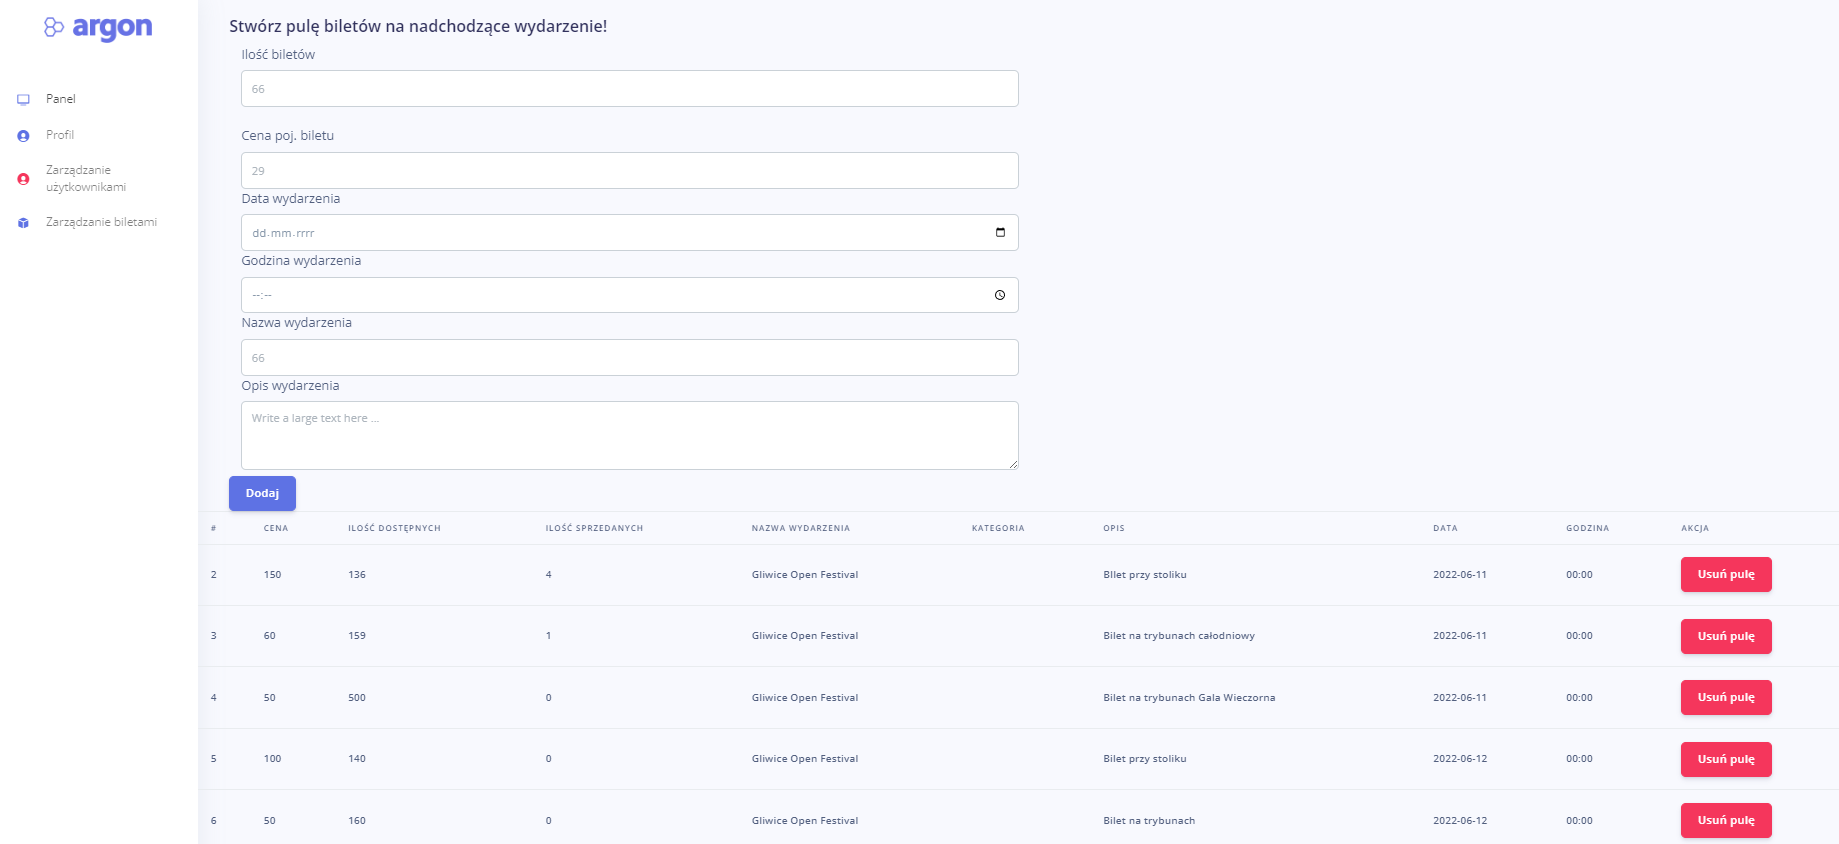 argon
Panel
Profil
Zarządzanie
użytkownikami
Zarządzanie biletami
Stwórz pulę biletów na nadchodzące wydarzenie!
Ilość biletów
66
Cena poj. biletu
29
Data wydarzenia
dd.mm.rrrr
Godzina wydarzenia
--:--
Nazwa wydarzenia
66
Opis wydarzenia
Write a large text here ...
Dodaj
# CENA ILOŚĆ DOSTĘPNYCH ILOŚĆ SPRZEDANYCH NAZWA WYDARZENIA KATEGORIA OPIS DATA GODZINA AKCJA
2 150 136 4 Gliwice Open Festival BIlet przy stoliku 2022-06-11 00:00 Usuń pulę
3 60 159 1 Gliwice Open Festival Bilet na trybunach całodniowy 2022-06-11 00:00 Usuń pulę
4 50 500 0 Gliwice Open Festival Bilet na trybunach Gala Wieczorna 2022-06-11 00:00 Usuń pulę
5 100 140 0 Gliwice Open Festival Bilet przy stoliku 2022-06-12 00:00 Usuń pulę
6 50 160 0 Gliwice Open Festival Bilet na trybunach 2022-06-12 00:00 Usuń pulę